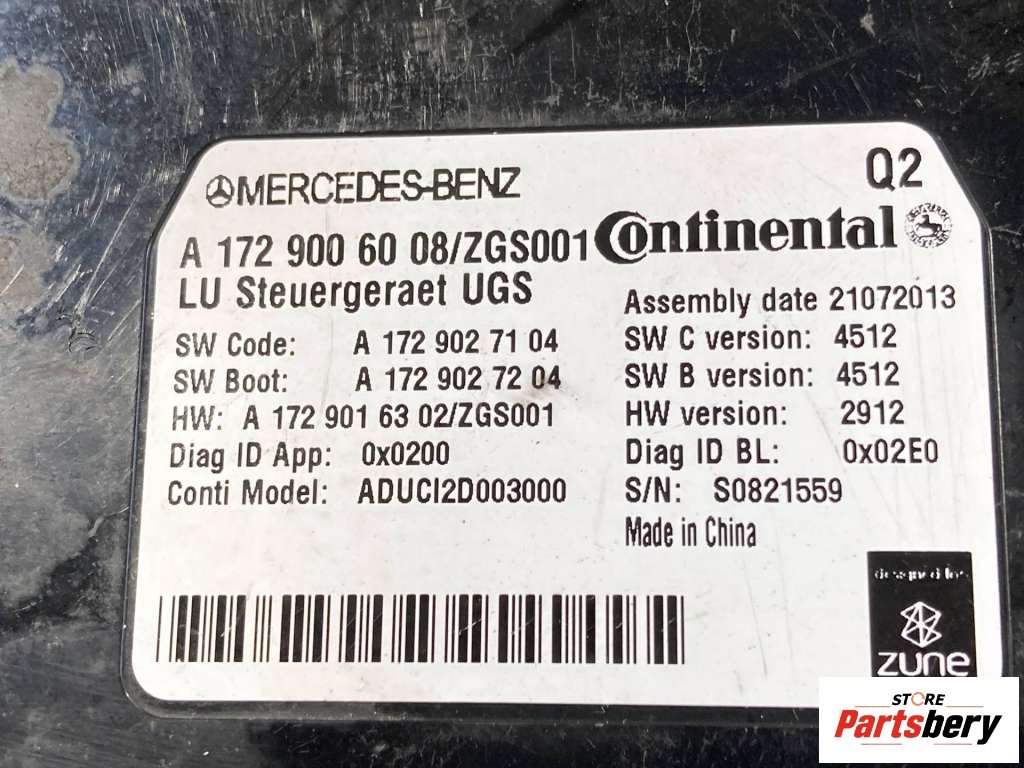 MERCEDES-BENZ
Q2
A 172 900 60 08/ZGS001
Continental
LU Steuergeraet UGS
Assembly date 21072013
SW Code: A 172 902 71 04
SW C version: 4512
SW Boot: A 172 902 72 04
SW B version: 4512
HW: A 172 901 63 02/ZGS001
HW version: 2912
Diag ID App: 0x0200
Diag ID BL: 0x02E0
Conti Model: ADUCI2D003000
S/N: S0821559
Made in China
designed for
zune
STORE
Partsbery